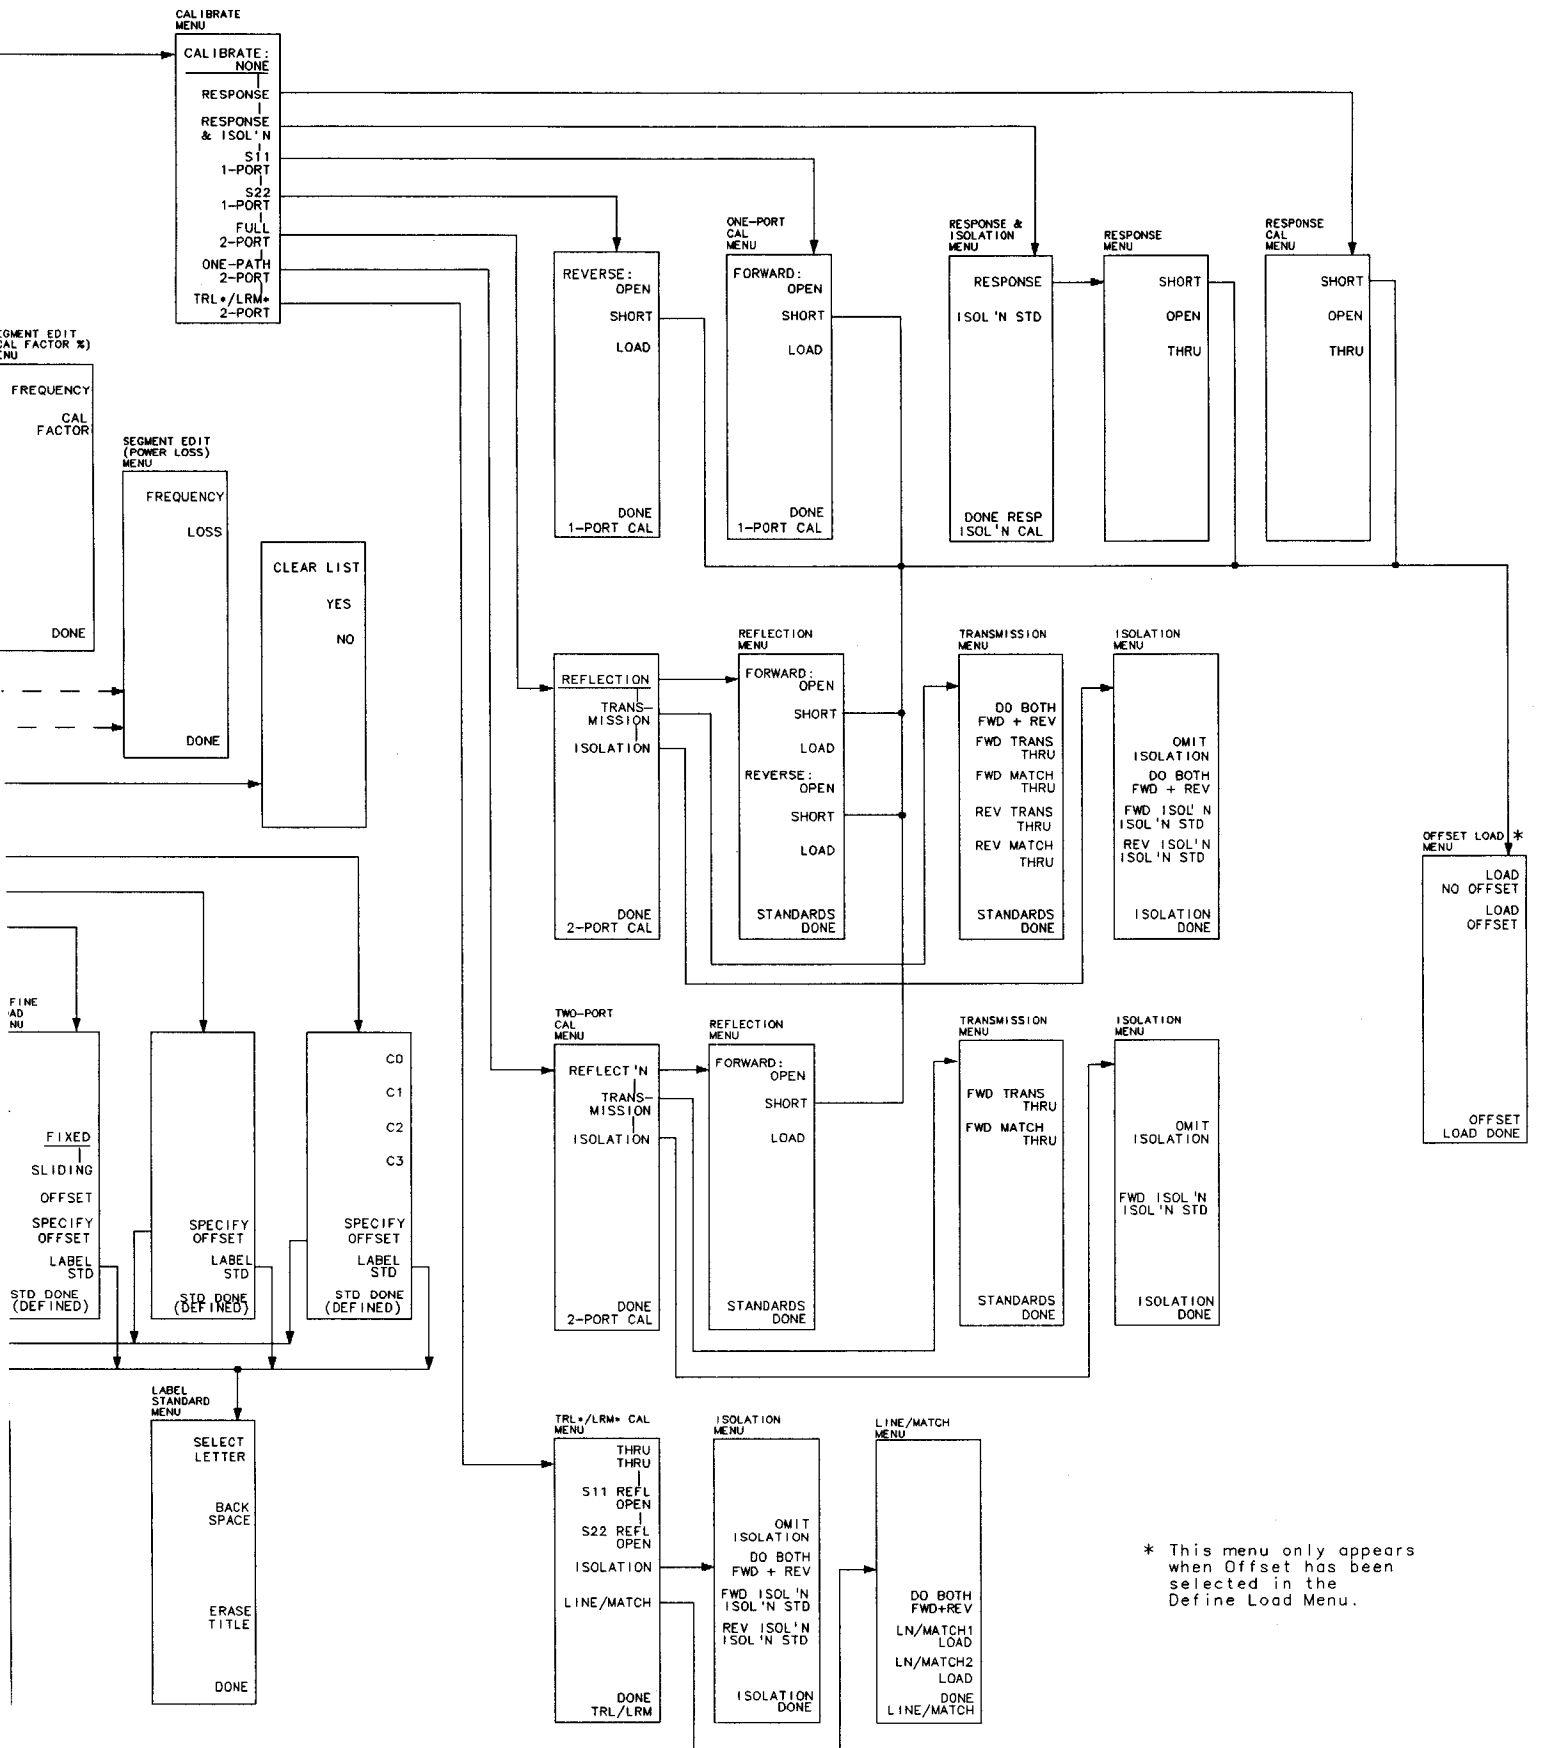 CALIBRATE
MENU
CALIBRATE:
NONE
RESPONSE
RESPONSE
& ISOL'N
S11
1-PORT
S22
1-PORT
FULL
2-PORT
ONE-PATH
2-PORT
TRL*/LRM*
2-PORT
EGMENT EDIT
CAL FACTOR %)
ENU
FREQUENCY
CAL
FACTOR
DONE
SEGMENT EDIT
(POWER LOSS)
MENU
FREQUENCY
LOSS
DONE
CLEAR LIST
YES
NO
REVERSE:
OPEN
SHORT
LOAD
DONE
1-PORT CAL
ONE-PORT
CAL
MENU
FORWARD:
OPEN
SHORT
LOAD
DONE
1-PORT CAL
RESPONSE &
ISOLATION
MENU
RESPONSE
ISOL'N STD
DONE RESP
ISOL'N CAL
RESPONSE
MENU
SHORT
OPEN
THRU
RESPONSE
CAL
MENU
SHORT
OPEN
THRU
REFLECTION
TRANS-
MISSION
ISOLATION
DONE
2-PORT CAL
REFLECTION
MENU
FORWARD:
OPEN
SHORT
LOAD
REVERSE:
OPEN
SHORT
LOAD
STANDARDS
DONE
TRANSMISSION
MENU
DO BOTH
FWD + REV
FWD TRANS
THRU
FWD MATCH
THRU
REV TRANS
THRU
REV MATCH
THRU
STANDARDS
DONE
ISOLATION
MENU
OMIT
ISOLATION
DO BOTH
FWD + REV
FWD ISOL'N
ISOL'N STD
REV ISOL'N
ISOL'N STD
ISOLATION
DONE
OFFSET LOAD *
MENU
LOAD
NO OFFSET
LOAD
OFFSET
OFFSET
LOAD DONE
FINE
AD
NU
FIXED
SLIDING
OFFSET
SPECIFY
OFFSET
LABEL
STD
STD DONE
(DEFINED)
SPECIFY
OFFSET
LABEL
STD
STD DONE
(DEFINED)
C0
C1
C2
C3
SPECIFY
OFFSET
LABEL
STD
STD DONE
(DEFINED)
TWO-PORT
CAL
MENU
REFLECT'N
TRANS-
MISSION
ISOLATION
DONE
2-PORT CAL
REFLECTION
MENU
FORWARD:
OPEN
SHORT
LOAD
STANDARDS
DONE
TRANSMISSION
MENU
FWD TRANS
THRU
FWD MATCH
THRU
STANDARDS
DONE
ISOLATION
MENU
OMIT
ISOLATION
FWD ISOL'N
ISOL'N STD
ISOLATION
DONE
LABEL
STANDARD
MENU
SELECT
LETTER
BACK
SPACE
ERASE
TITLE
DONE
TRL*/LRM* CAL
MENU
THRU
THRU
S11 REFL
OPEN
S22 REFL
OPEN
ISOLATION
LINE/MATCH
DONE
TRL/LRM
ISOLATION
MENU
OMIT
ISOLATION
DO BOTH
FWD + REV
FWD ISOL'N
ISOL'N STD
REV ISOL'N
ISOL'N STD
ISOLATION
DONE
LINE/MATCH
MENU
DO BOTH
FWD+REV
LN/MATCH1
LOAD
LN/MATCH2
LOAD
DONE
LINE/MATCH
* This menu only appears
when Offset has been
selected in the
Define Load Menu.